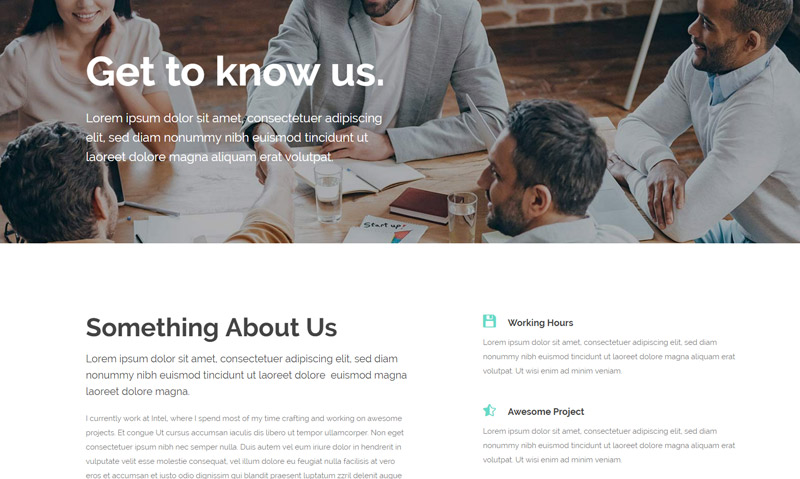 Get to know us.
Lorem ipsum dolor sit amet, consectetuer adipiscing
elit, sed diam nonummy nibh euismod tincidunt ut
laoreet dolore magna aliquam erat volutpat.
Start up!
Something About Us
Lorem ipsum dolor sit amet, consectetuer adipiscing elit, sed diam
nonummy nibh euismod tincidunt ut laoreet dolore euismod magna
laoreet dolore magna.
I currently work at Intel, where I spend most of my time crafting and working on awesome
projects. Et congue Ut cursus accumsan iaculis dis libero ut tempor ullamcorper. Non eget
consectetuer ipsum nibh nec semper nulla. Duis autem vel eum iriure dolor in hendrerit in
vulputate velit esse molestie consequat, vel illum dolore eu feugiat nulla facilisis at vero
eros et accumsan et iusto odio dignissim qui blandit praesent luptatum zzril delenit augue
Working Hours
Lorem ipsum dolor sit amet, consectetuer adipiscing elit, sed diam
nonummy nibh euismod tincidunt ut laoreet dolore magna aliquam erat
volutpat. Ut wisi enim ad minim veniam.
Awesome Project
Lorem ipsum dolor sit amet, consectetuer adipiscing elit, sed diam
nonummy nibh euismod tincidunt ut laoreet dolore magna aliquam erat
volutpat. Ut wisi enim ad minim veniam.